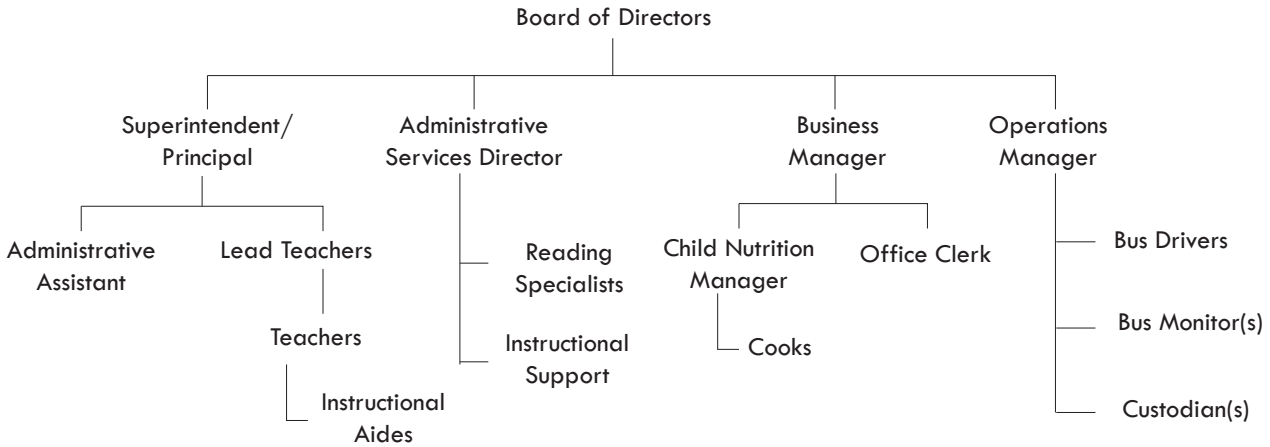 Board of Directors
Superintendent/
Principal
Administrative
Services Director
Business
Manager
Operations
Manager
Administrative
Assistant
Lead Teachers
Teachers
Instructional
Aides
Reading
Specialists
Instructional
Support
Child Nutrition
Manager
Office Clerk
Cooks
Bus Drivers
Bus Monitor(s)
Custodian(s)